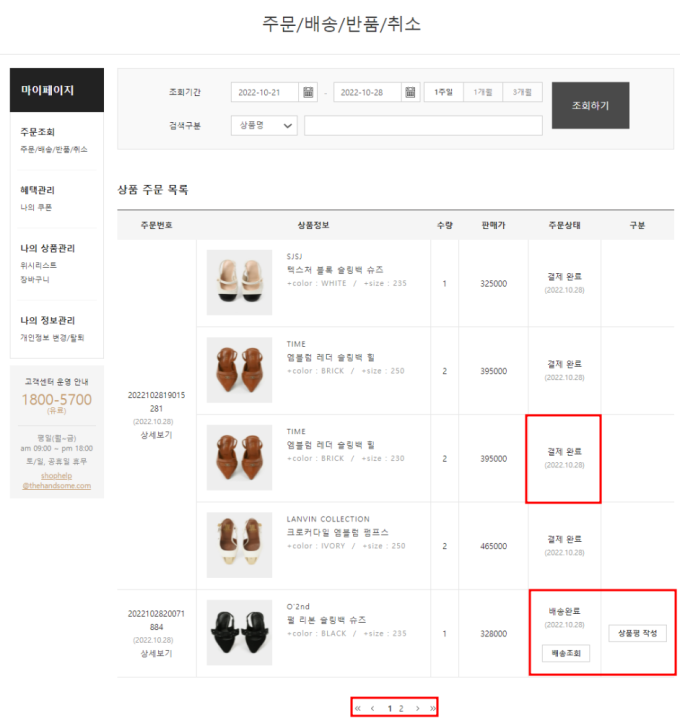 주문/배송/반품/취소
마이페이지
주문조회
주문/배송/반품/취소
혜택관리
나의 쿠폰
나의 상품관리
위시리스트
장바구니
나의 정보관리
개인정보 변경/탈퇴
고객센터 운영 안내
1800-5700
(유료)
평일(월~금)
am 09:00 ~ pm 18:00
토/일, 공휴일 휴무
shophelp
@thehandsome.com
조회기간 2022-10-21 - 2022-10-28 1주일 1개월 3개월
조회하기
검색구분 상품명
상품 주문 목록
주문번호 상품정보 수량 판매가 주문상태 구분
2022102819015
281
(2022.10.28)
상세보기
SJSJ
텍스처 블록 슬링백 슈즈
+color : WHITE / +size : 235
1 325000 결제 완료
(2022.10.28)
TIME
엠블럼 레더 슬링백 힐
+color : BRICK / +size : 250
2 395000 결제 완료
(2022.10.28)
TIME
엠블럼 레더 슬링백 힐
+color : BRICK / +size : 230
2 395000 결제 완료
(2022.10.28)
LANVIN COLLECTION
크로커다일 엠블럼 펌프스
+color : IVORY / +size : 250
2 465000 결제 완료
(2022.10.28)
2022102820071
884
(2022.10.28)
상세보기
O'2nd
펄 리본 슬링백 슈즈
+color : BLACK / +size : 235
1 328000 배송완료
(2022.10.28)
배송조회
상품평 작성
« ‹ 1 2 › »